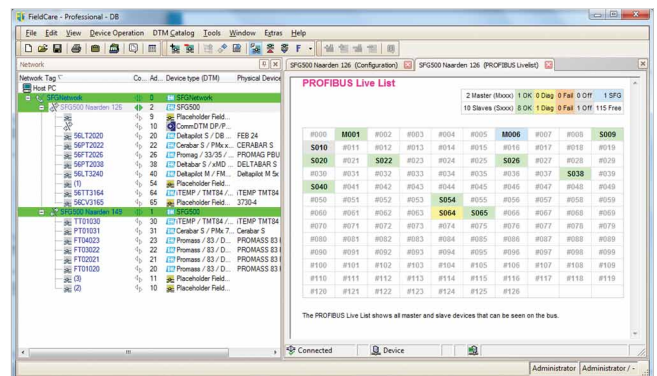 FieldCare - Professional - DB
File Edit View Device Operation DTM Catalog Tools Window Extras Help
Network
SFG500 Naarden 126 (Configuration) SFG500 Naarden 126 (PROFIBUS Livelist)
Network Tag Co... Ad... Device type (DTM) Physical Device
Host PC
SFGNetwork 0 SFGNetwork
SFG500 Naarden 126 2 SFG500
9 Placeholder Field...
10 CommDTM DP/P...
56LT2020 20 Deltapilot S / DB ... FEB 24
56PT2022 22 Cerabar S / PMx x... CERABAR S
56FT2026 26 Promag / 33/35 / ... PROMAG PBU
56PT2038 38 Deltabar S / xMD ... DELTABAR S
56LT3240 40 Deltapilot M / FM... Deltapilot M 5x
(1) 54 Placeholder Field...
56TT3164 64 iTEMP / TMT84 /... iTEMP TMT84
56CV3165 65 Placeholder Field... 3730-4
SFG500 Naarden 149 1 SFG500
TT01030 30 iTEMP / TMT84 /... iTEMP TMT84
PT01031 31 Cerabar S / PMx 7... Cerabar S
FT04023 23 Promass / 83 / D... PROMASS 83
FT03022 22 Promass / 83 / D... PROMASS 83
FT02021 21 Promass / 83 / D... PROMASS 83
FT01020 20 Promass / 83 / D... PROMASS 83
(3) 11 Placeholder Field...
(2) 10 Placeholder Field...
PROFIBUS Live List
2 Master (Mxxx) 1 OK 0 Diag 0 Fail 0 Off 1 SFG
10 Slaves (Sxxx) 8 OK 1 Diag 0 Fail 1 Off 115 Free
#000 M001 #002 #003 #004 #005 M006 #007 #008 S009
S010 #011 #012 #013 #014 #015 #016 #017 #018 #019
S020 #021 S022 #023 #024 #025 S026 #027 #028 #029
#030 #031 #032 #033 #034 #035 #036 #037 S038 #039
S040 #041 #042 #043 #044 #045 #046 #047 #048 #049
#050 #051 #052 #053 S054 #055 #056 #057 #058 #059
#060 #061 #062 #063 S064 S065 #066 #067 #068 #069
#070 #071 #072 #073 #074 #075 #076 #077 #078 #079
#080 #081 #082 #083 #084 #085 #086 #087 #088 #089
#090 #091 #092 #093 #094 #095 #096 #097 #098 #099
#100 #101 #102 #103 #104 #105 #106 #107 #108 #109
#110 #111 #112 #113 #114 #115 #116 #117 #118 #119
#120 #121 #122 #123 #124 #125 #126
The PROFIBUS Live List shows all master and slave devices that can be seen on the bus.
Connected Device
Administrator Administrator / -